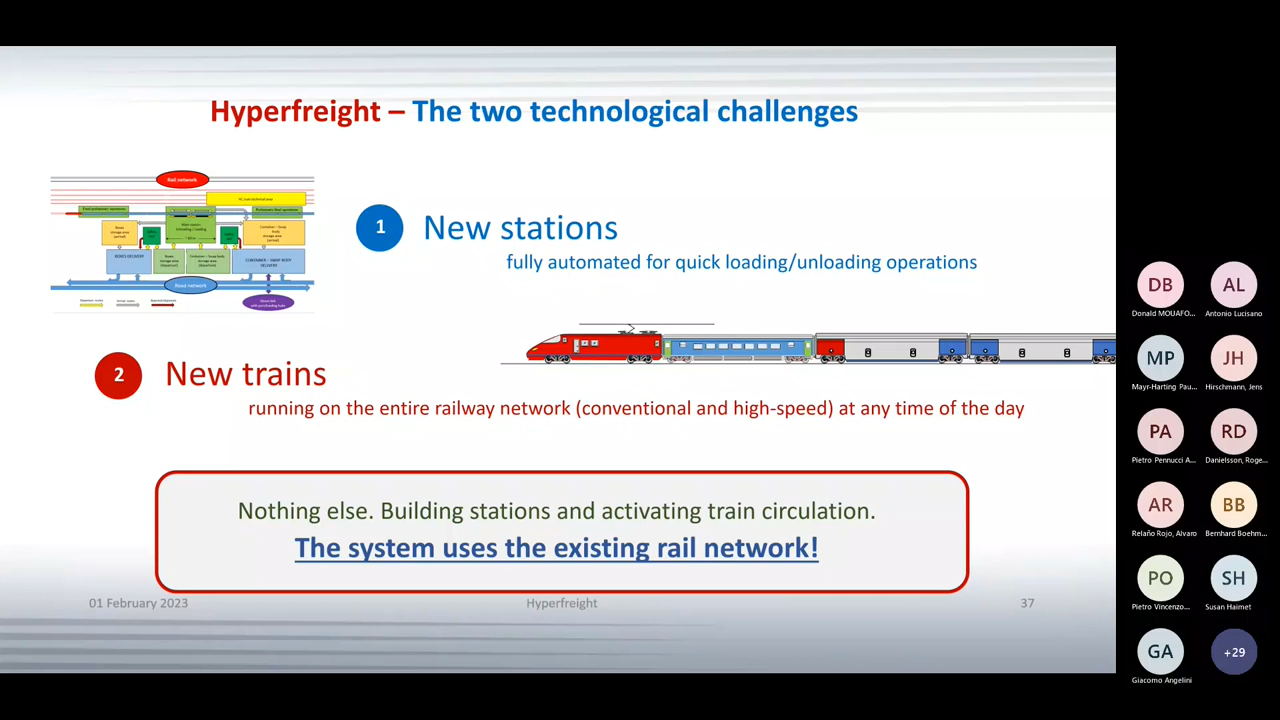 Hyperfreight – The two technological challenges
Rail network
HC train technical area
Road network
1
New stations
fully automated for quick loading/unloading operations
2
New trains
running on the entire railway network (conventional and high-speed) at any time of the day
Nothing else. Building stations and activating train circulation.
The system uses the existing rail network!
01 February 2023
Hyperfreight
37
DB
AL
Donald MOUAFO...
Antonio Lucisano
MP
JH
Mayr-Harting Pau...
Hirschmann, Jens
PA
RD
Pietro Pennucci A...
Danielsson, Roge...
AR
BB
Relaño Rojo, Alvaro
Bernhard Boehm...
PO
SH
Pietro Vincenzo...
Susan Haimet
GA
+29
Giacomo Angelini